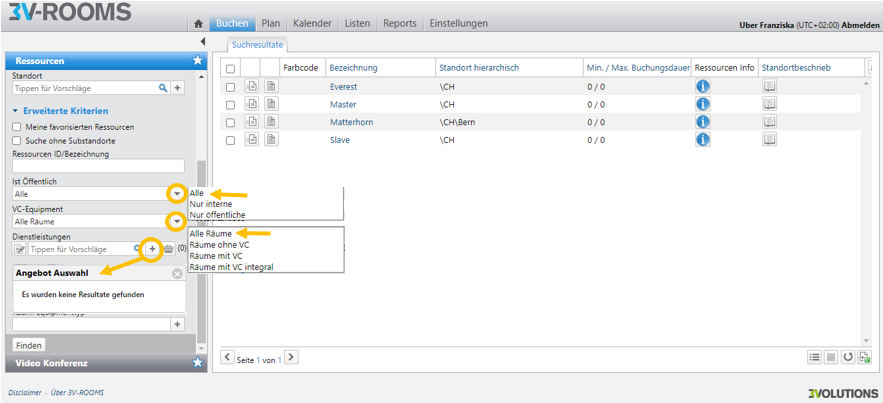 3V-ROOMS
Buchen Plan Kalender Listen Reports Einstellungen
Uber Franziska (UTC+02:00) Abmelden
Ressourcen
Standort
Tippen für Vorschläge
Erweiterte Kriterien
Meine favorisierten Ressourcen
Suche ohne Substandorte
Ressourcen ID/Bezeichnung
Ist Öffentlich
Alle
VC-Equipment
Alle Räume
Dienstleistungen
Tippen für Vorschläge (0)
Angebot Auswahl
Es wurden keine Resultate gefunden
Finden
Video Konferenz
Alle
Nur interne
Nur öffentliche
Alle Räume
Räume ohne VC
Räume mit VC
Räume mit VC integral
Suchresultate
Farbcode Bezeichnung Standort hierarchisch Min. / Max. Buchungsdauer Ressourcen Info Standortbeschrieb
Everest \CH 0 / 0
Master \CH 0 / 0
Matterhorn \CH\Bern 0 / 0
Slave \CH 0 / 0
Seite 1 von 1
Disclaimer - Über 3V-ROOMS
3VOLUTIONS